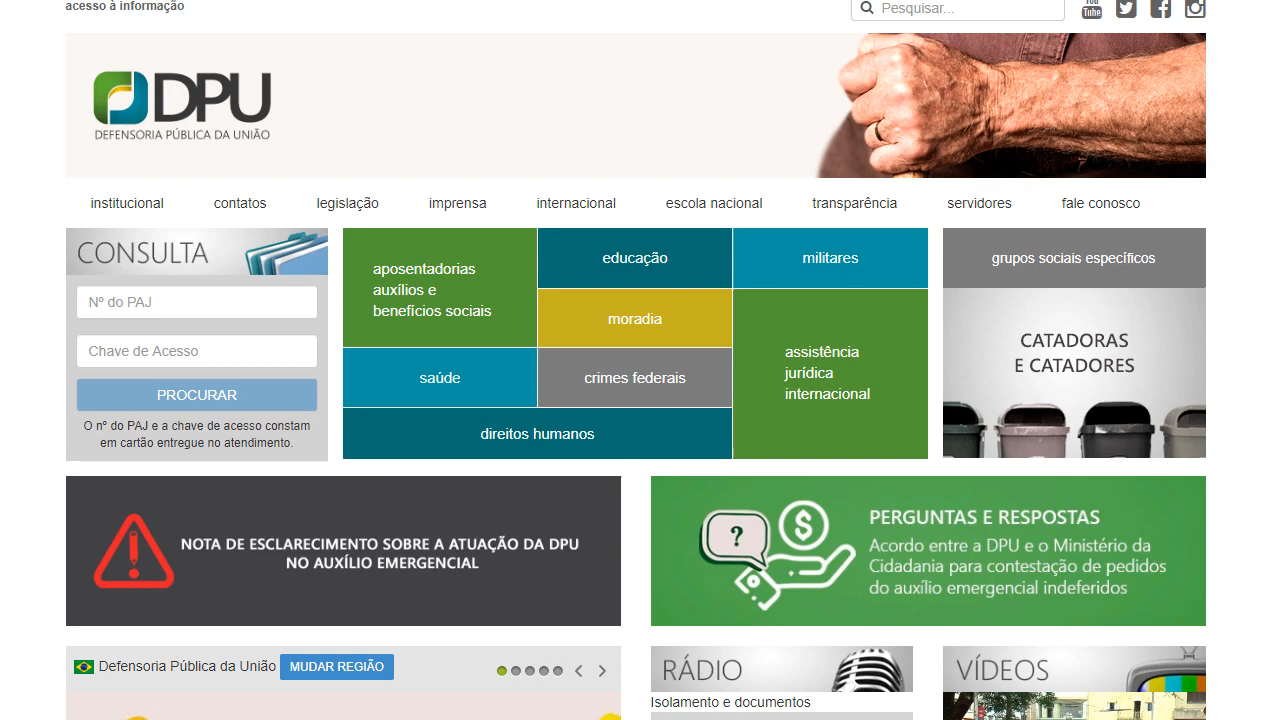 acesso à informação
Pesquisar...
You
Tube
DPU
DEFENSORIA PÚBLICA DA UNIÃO
institucional
contatos
legislação
imprensa
internacional
escola nacional
transparência
servidores
fale conosco
CONSULTA
Nº do PAJ
Chave de Acesso
PROCURAR
O nº do PAJ e a chave de acesso constam
em cartão entregue no atendimento.
aposentadorias
auxílios e
benefícios sociais
educação
militares
moradia
saúde
crimes federais
assistência
jurídica
internacional
direitos humanos
grupos sociais específicos
CATADORAS
E CATADORES
NOTA DE ESCLARECIMENTO SOBRE A ATUAÇÃO DA DPU
NO AUXÍLIO EMERGENCIAL
?
$
PERGUNTAS E RESPOSTAS
Acordo entre a DPU e o Ministério da
Cidadania para contestação de pedidos
do auxílio emergencial indeferidos
Defensoria Pública da União
MUDAR REGIÃO
RÁDIO
Isolamento e documentos
VÍDEOS